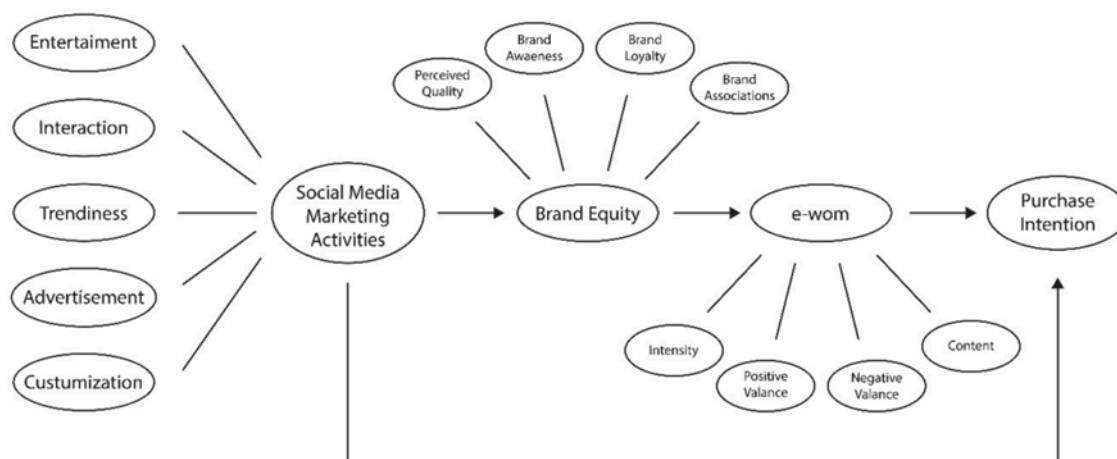 Entertaiment
Interaction
Trendiness
Advertisement
Custumization
Social Media
Marketing
Activities
Perceived
Quality
Brand
Awaeness
Brand
Loyalty
Brand
Associations
Brand Equity
e-wom
Intensity
Positive
Valance
Negative
Valance
Content
Purchase
Intention